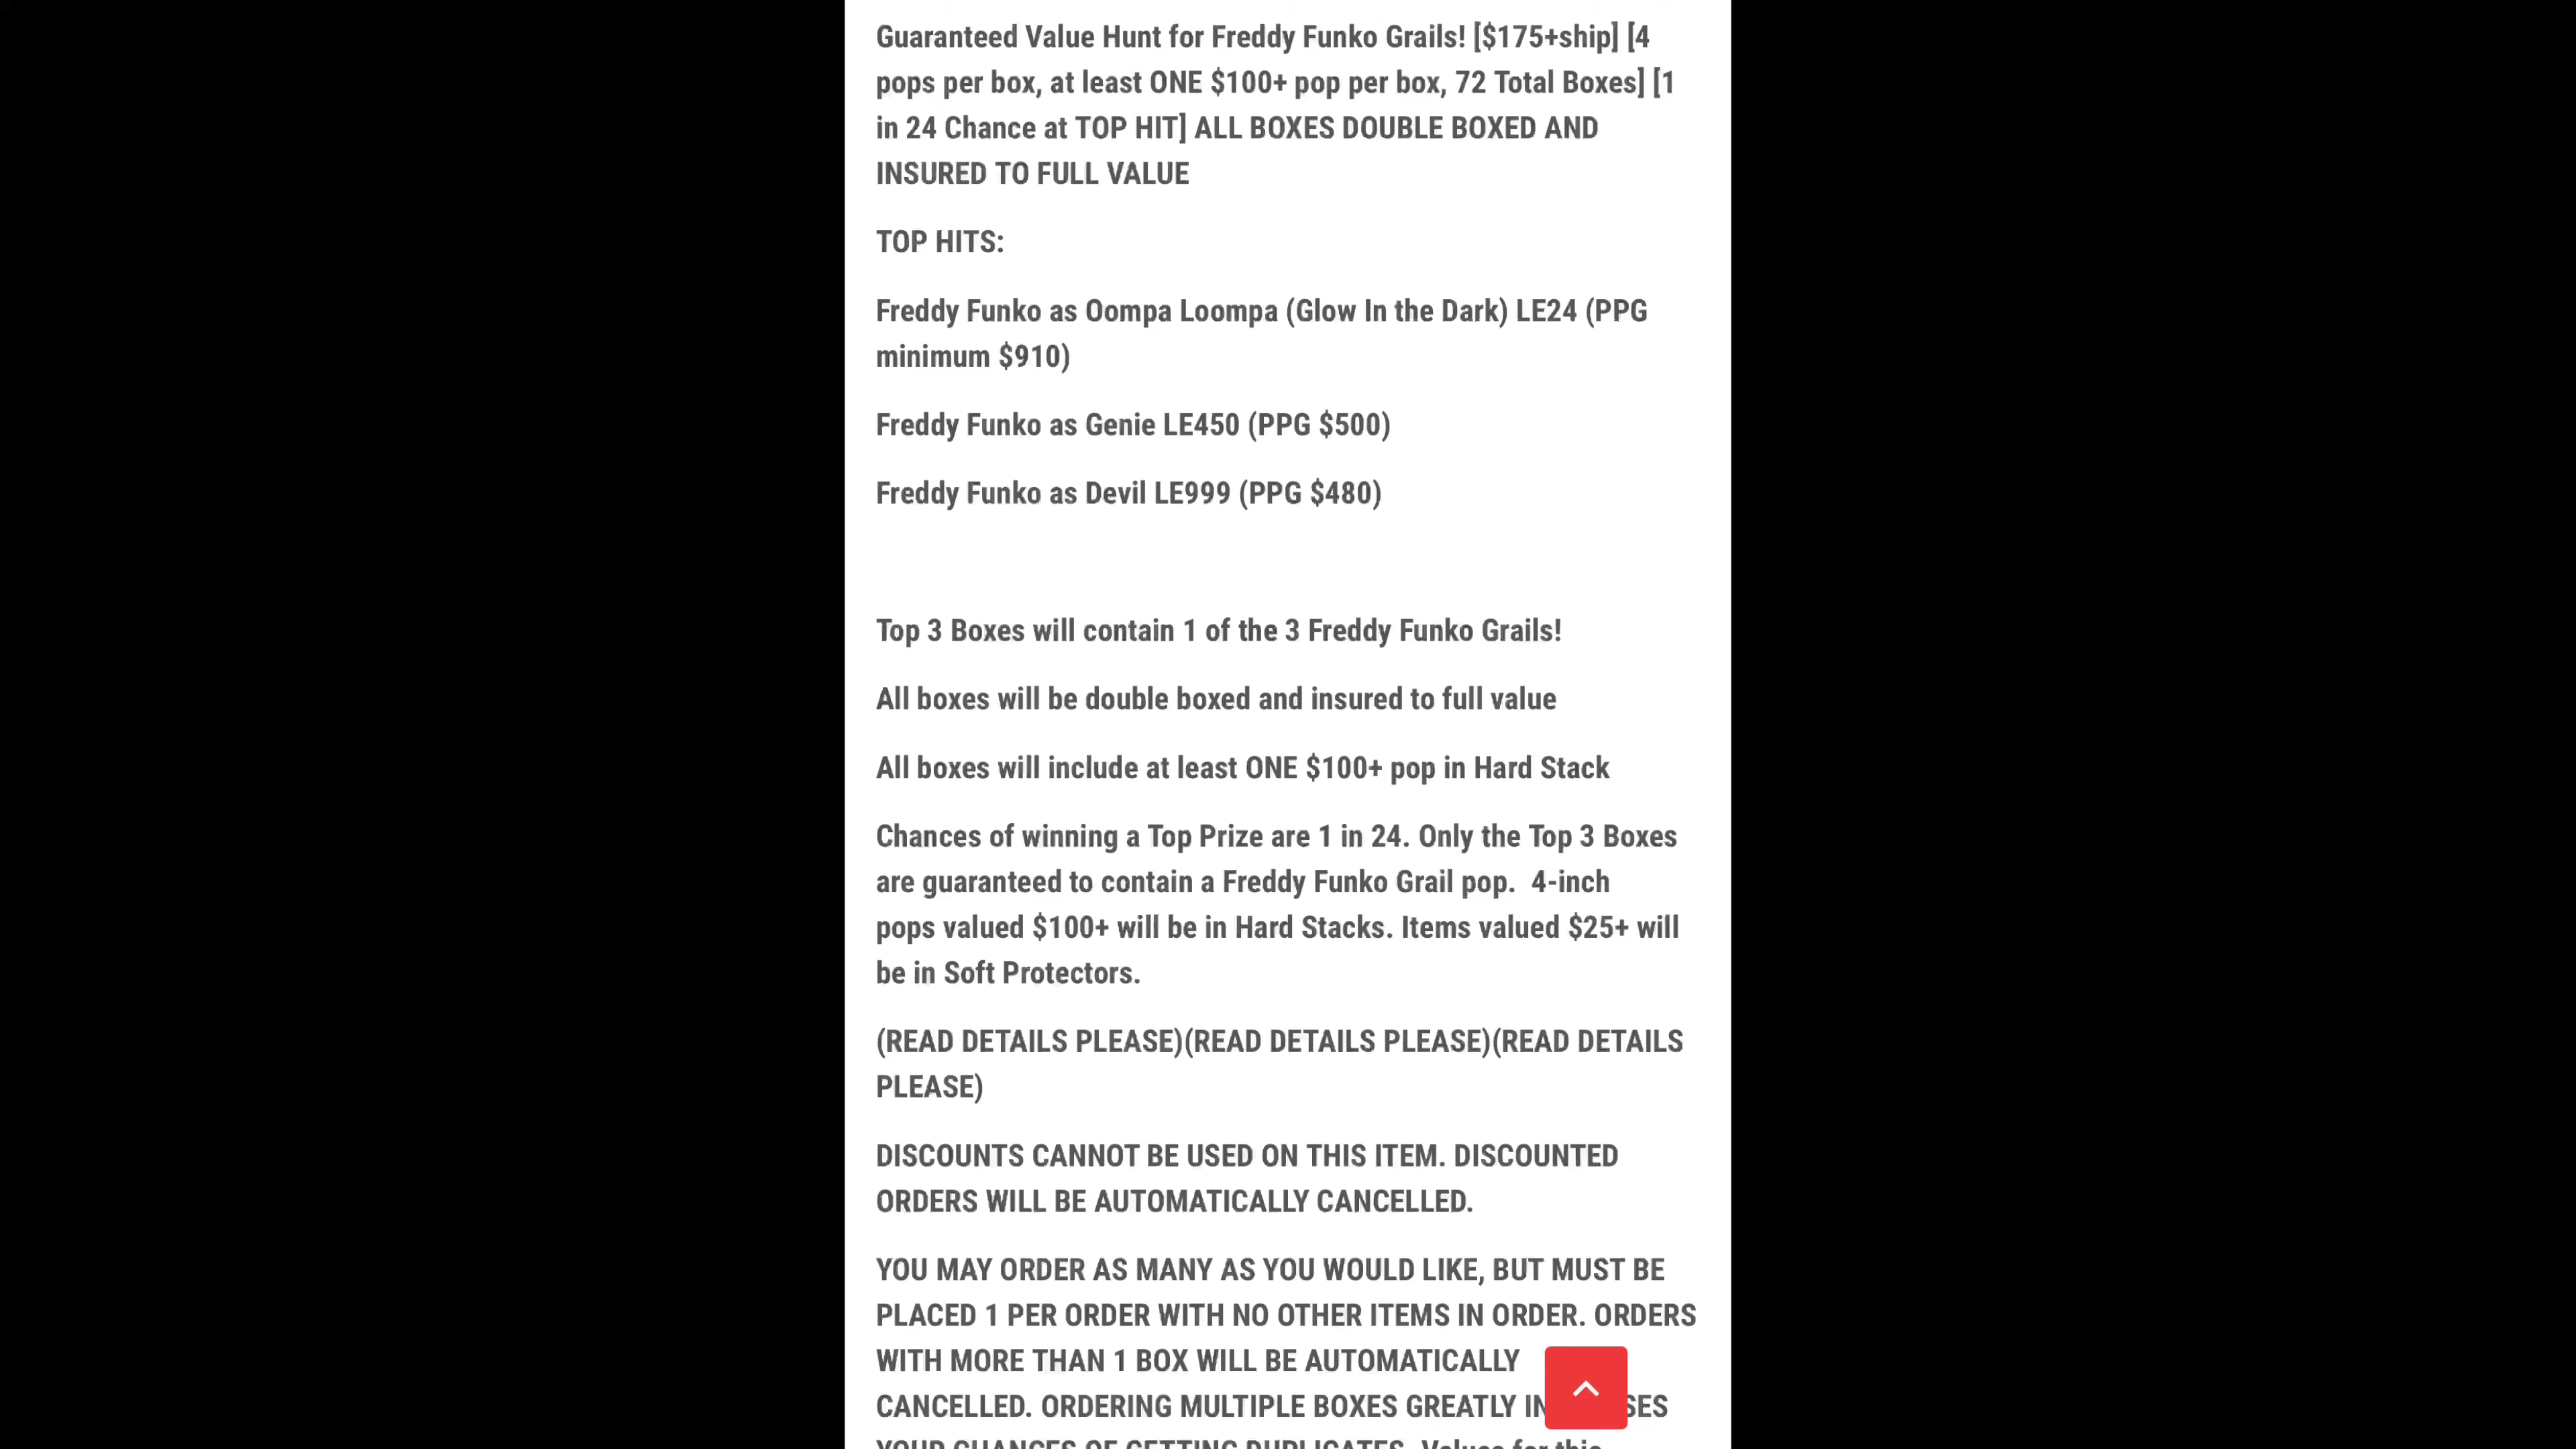 Guaranteed Value Hunt for Freddy Funko Grails! [$175+ship] [4
pops per box, at least ONE $100+ pop per box, 72 Total Boxes] [1
in 24 Chance at TOP HIT] ALL BOXES DOUBLE BOXED AND
INSURED TO FULL VALUE
TOP HITS:
Freddy Funko as Oompa Loompa (Glow In the Dark) LE24 (PPG
minimum $910)
Freddy Funko as Genie LE450 (PPG $500)
Freddy Funko as Devil LE999 (PPG $480)
Top 3 Boxes will contain 1 of the 3 Freddy Funko Grails!
All boxes will be double boxed and insured to full value
All boxes will include at least ONE $100+ pop in Hard Stack
Chances of winning a Top Prize are 1 in 24. Only the Top 3 Boxes
are guaranteed to contain a Freddy Funko Grail pop.  4-inch
pops valued $100+ will be in Hard Stacks. Items valued $25+ will
be in Soft Protectors.
(READ DETAILS PLEASE)(READ DETAILS PLEASE)(READ DETAILS
PLEASE)
DISCOUNTS CANNOT BE USED ON THIS ITEM. DISCOUNTED
ORDERS WILL BE AUTOMATICALLY CANCELLED.
YOU MAY ORDER AS MANY AS YOU WOULD LIKE, BUT MUST BE
PLACED 1 PER ORDER WITH NO OTHER ITEMS IN ORDER. ORDERS
WITH MORE THAN 1 BOX WILL BE AUTOMATICALLY
CANCELLED. ORDERING MULTIPLE BOXES GREATLY
YOUR CHANCES OF GETTING DUPLICATES. Values for this